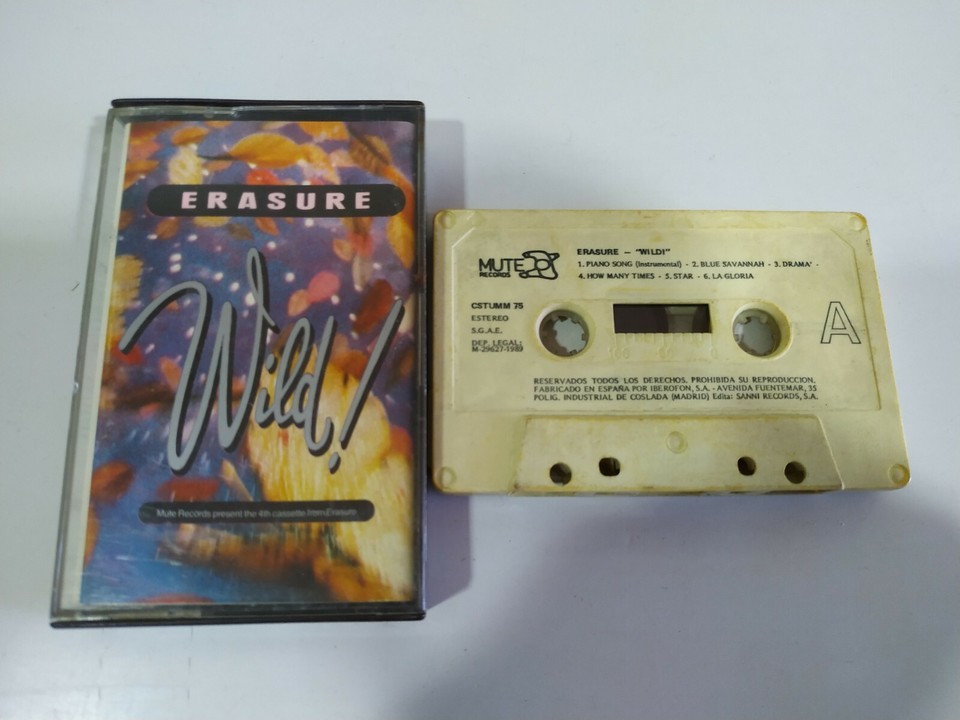 ERASURE
Wild!
Mute Records present the 4th cassette from Erasure
MUTE
RECORDS
ERASURE — "WILD!"
1. PIANO SONG (Instrumental) - 2. BLUE SAVANNAH - 3. DRAMA' -
4. HOW MANY TIMES - 5. STAR - 6. LA GLORIA
CSTUMM 75
ESTEREO
S.G.A.E.
DEP. LEGAL:
M-29627-1989
A
100 50 0
RESERVADOS TODOS LOS DERECHOS. PROHIBIDA SU REPRODUCCION,
FABRICADO EN ESPAÑA POR IBEROFON, S.A. - AVENIDA FUENTEMAR, 35
POLIG. INDUSTRIAL DE COSLADA (MADRID) Edita: SANNI RECORDS, S.A.